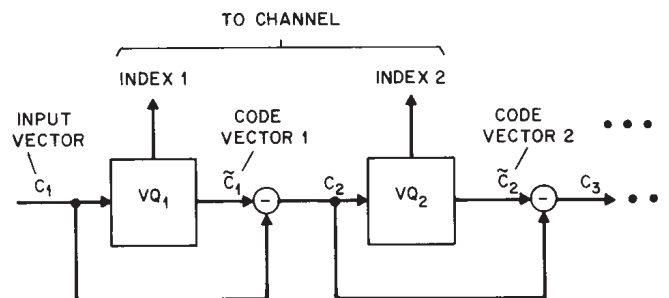 TO CHANNEL
INDEX 1
INDEX 2
INPUT
VECTOR
CODE
VECTOR 1
CODE
VECTOR 2
C₁
VQ₁
C̃₁
−
C₂
VQ₂
C̃₂
−
C₃